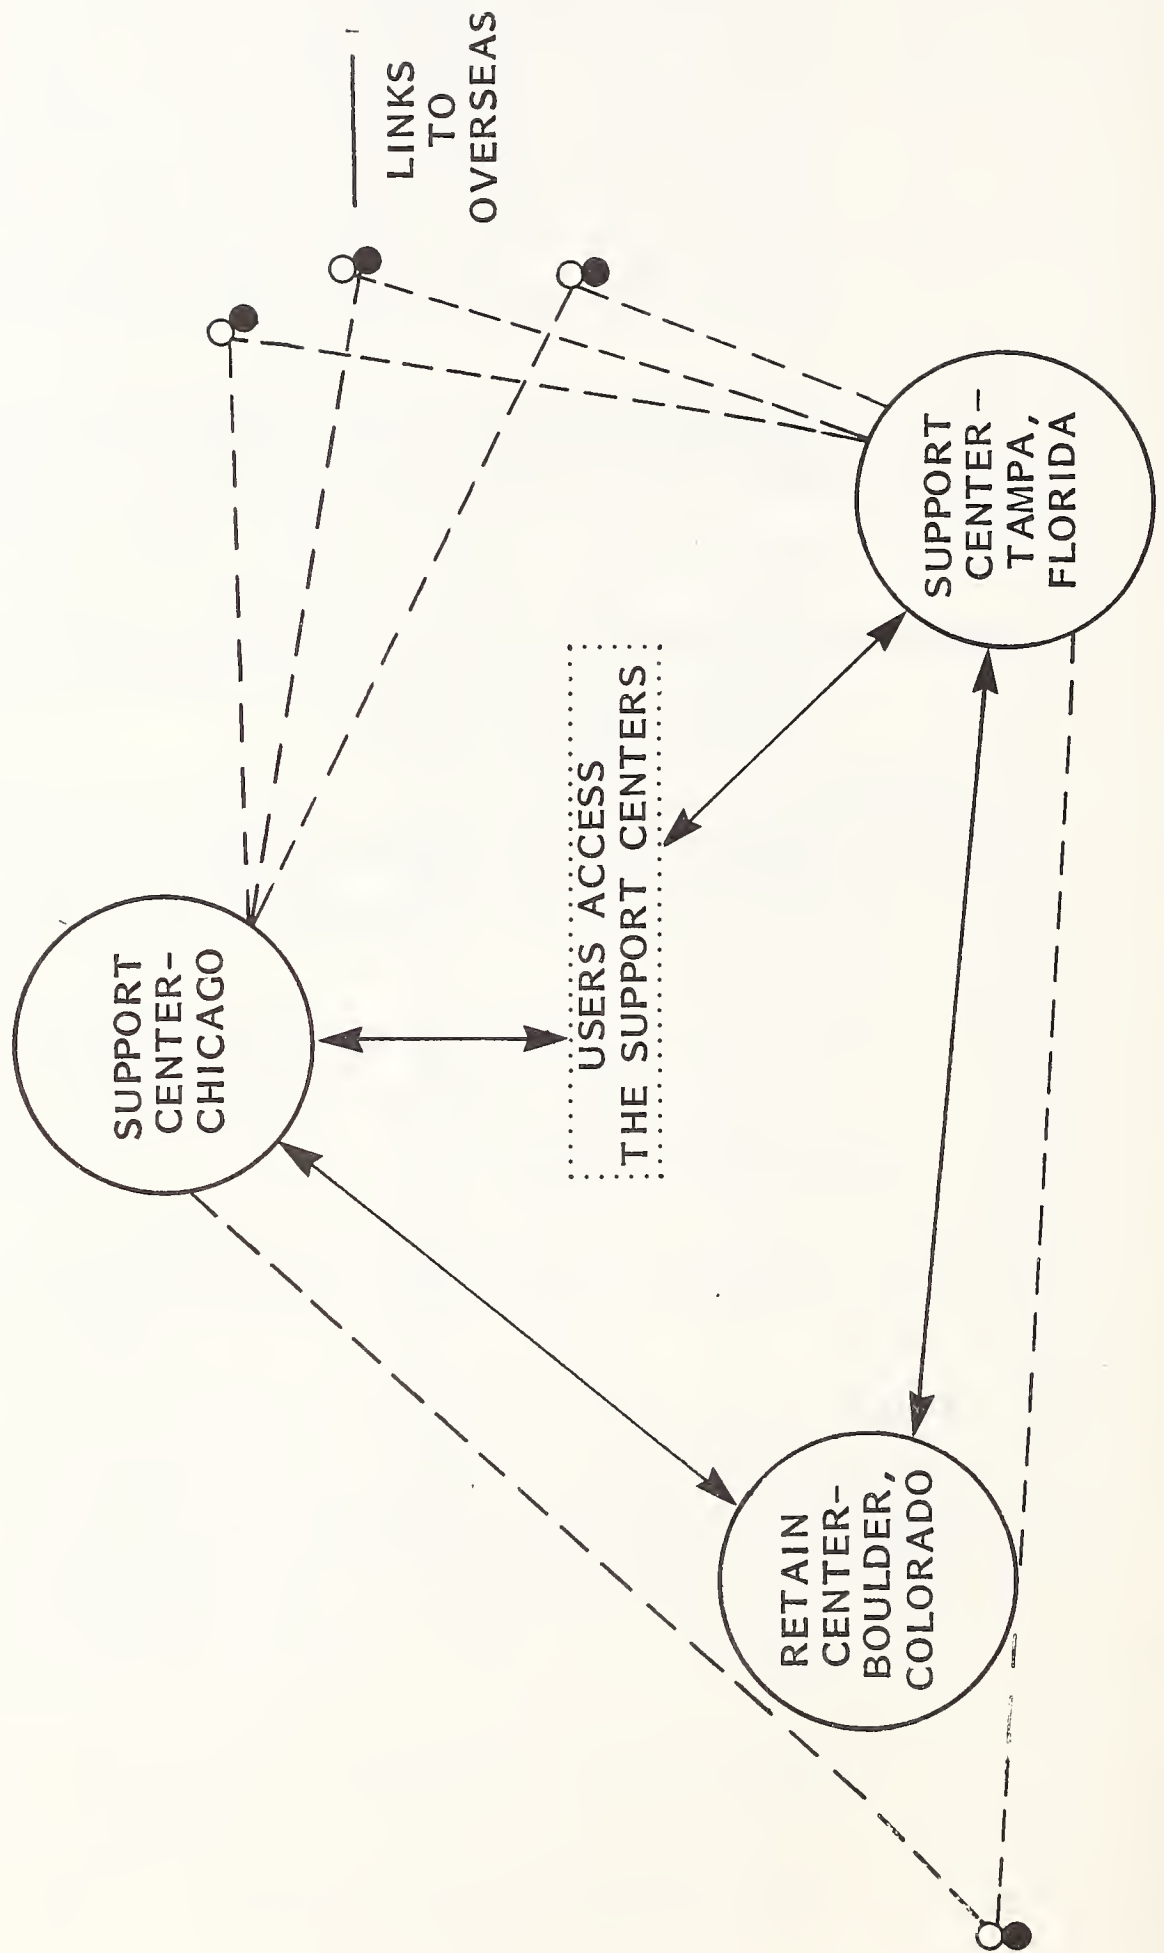 SUPPORT
CENTER-
CHICAGO
LINKS
TO
OVERSEAS
USERS ACCESS
THE SUPPORT CENTERS
RETAIN
CENTER-
BOULDER,
COLORADO
SUPPORT
CENTER-
TAMPA,
FLORIDA